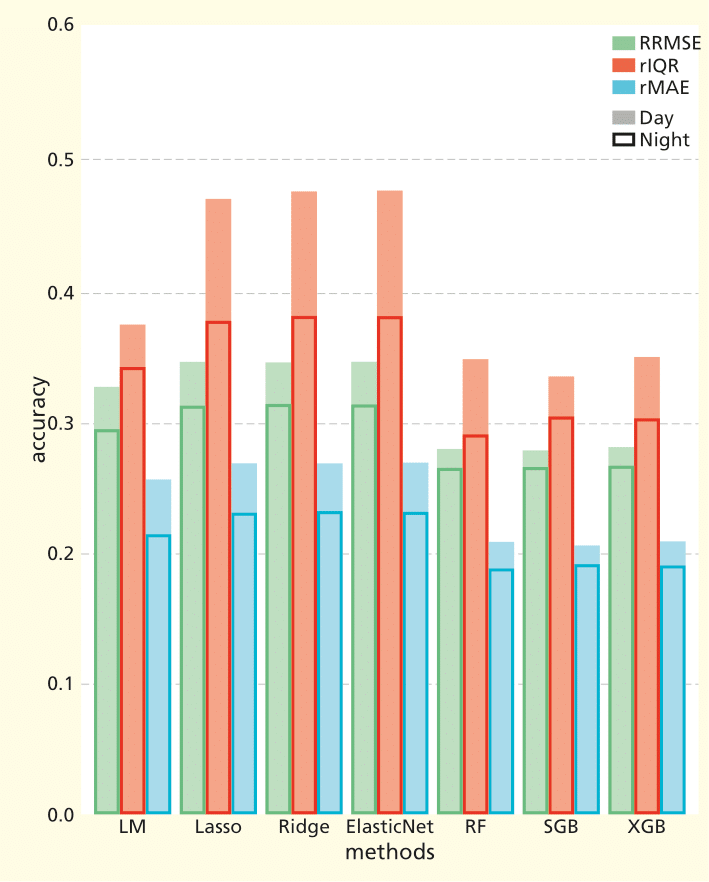 0.6
0.5
0.4
0.3
0.2
0.1
0.0
accuracy
RRMSE
rIQR
rMAE
Day
Night
LM Lasso Ridge ElasticNet RF SGB XGB
methods